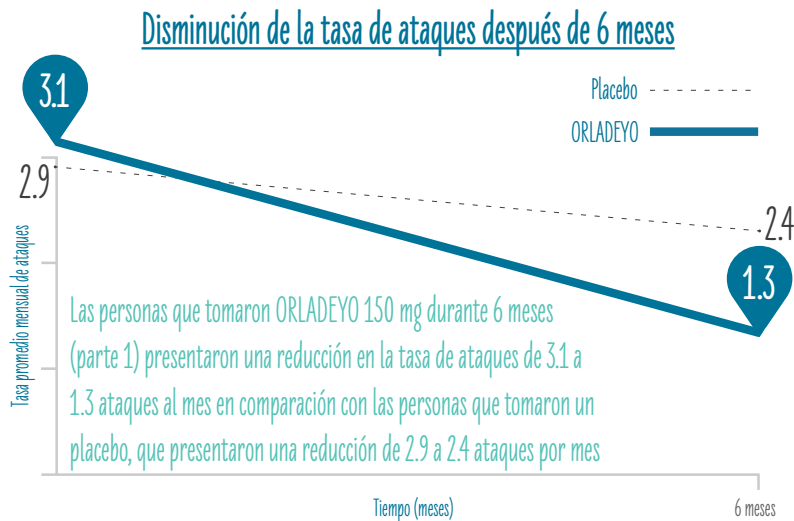 Disminución de la tasa de ataques después de 6 meses
3.1
Placebo
ORLADEYO
2.9
2.4
1.3
Tasa promedio mensual de ataques
Las personas que tomaron ORLADEYO 150 mg durante 6 meses
(parte 1) presentaron una reducción en la tasa de ataques de 3.1 a
1.3 ataques al mes en comparación con las personas que tomaron un
placebo, que presentaron una reducción de 2.9 a 2.4 ataques por mes
Tiempo (meses)
6 meses